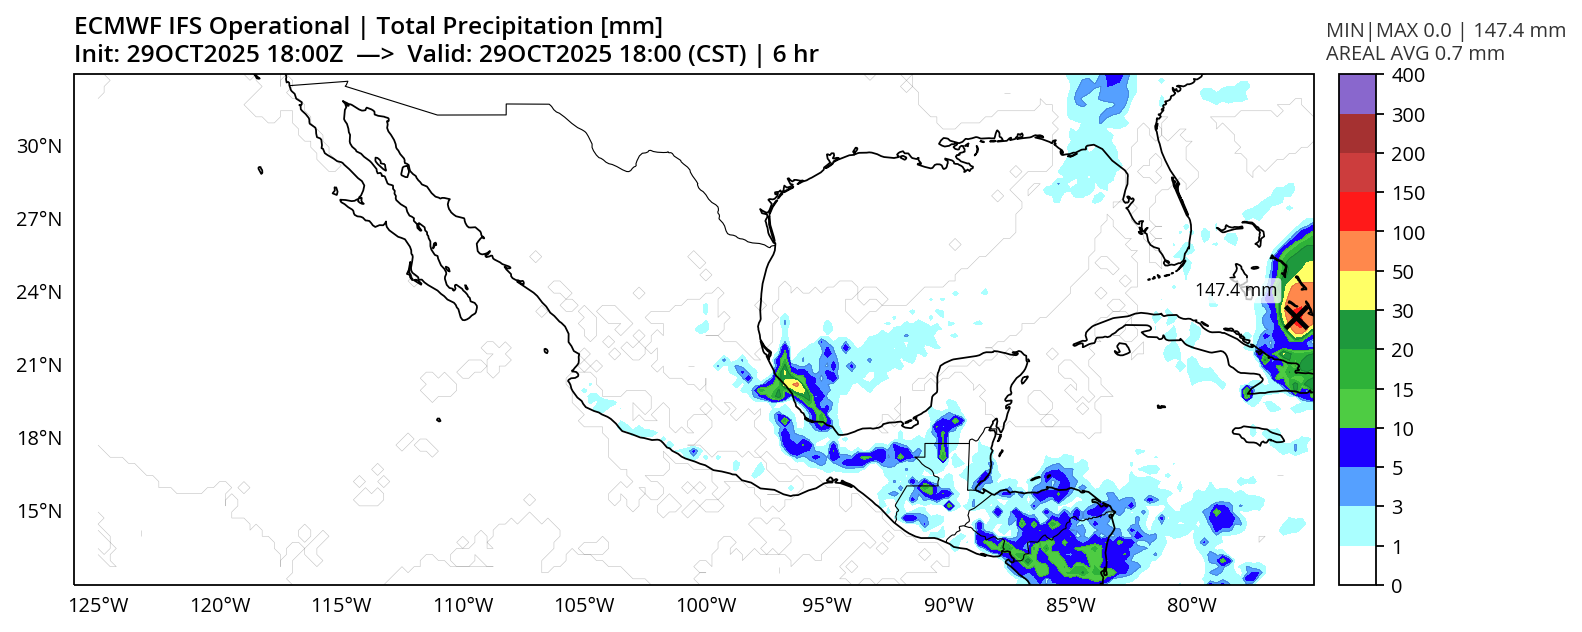 ECMWF IFS Operational | Total Precipitation [mm]
Init: 29OCT2025 18:00Z —> Valid: 29OCT2025 18:00 (CST) | 6 hr
MIN|MAX 0.0 | 147.4 mm
AREAL AVG 0.7 mm
400
300
200
150
100
50
30
20
15
10
5
3
1
0
30°N
27°N
24°N
21°N
18°N
15°N
147.4 mm
125°W
120°W
115°W
110°W
105°W
100°W
95°W
90°W
85°W
80°W